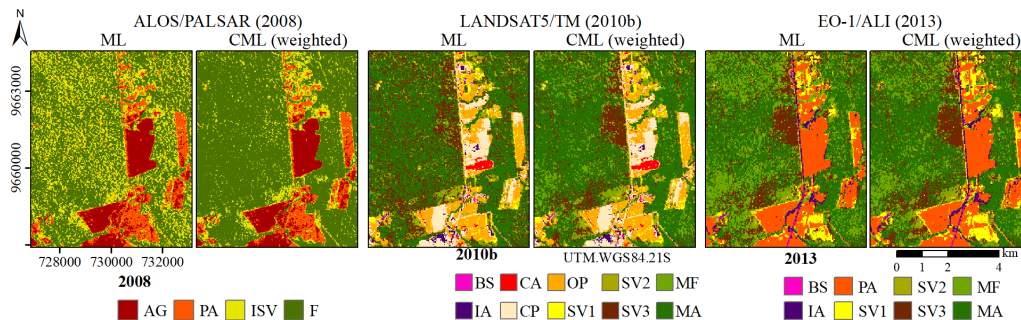 N
ALOS/PALSAR (2008)
LANDSAT5/TM (2010b)
EO-1/ALI (2013)
ML
CML (weighted)
ML
CML (weighted)
ML
CML (weighted)
9663000
9660000
728000
730000
732000
2008
AG
PA
ISV
F
2010b
UTM.WGS84.21S
BS
CA
OP
SV2
MF
IA
CP
SV1
SV3
MA
2013
0
1
2
4
km
BS
PA
SV2
MF
IA
SV1
SV3
MA